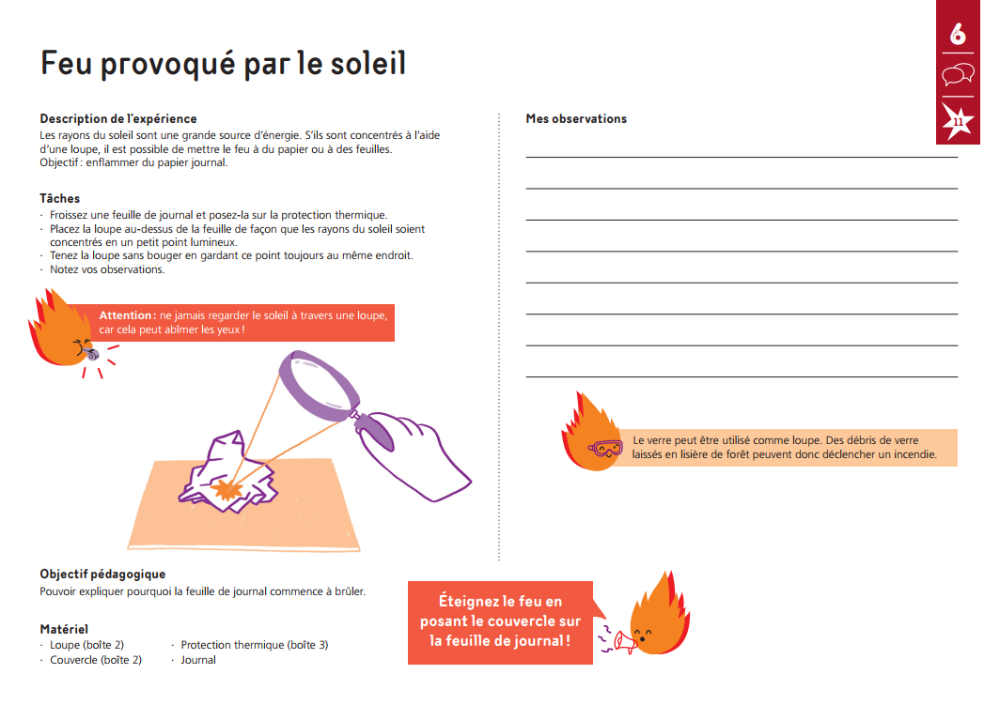 6
11
Feu provoqué par le soleil
Description de l'expérience
Les rayons du soleil sont une grande source d'énergie. S'ils sont concentrés à l'aide
d'une loupe, il est possible de mettre le feu à du papier ou à des feuilles.
Objectif : enflammer du papier journal.
Tâches
· Froissez une feuille de journal et posez-la sur la protection thermique.
· Placez la loupe au-dessus de la feuille de façon que les rayons du soleil soient
concentrés en un petit point lumineux.
· Tenez la loupe sans bouger en gardant ce point toujours au même endroit.
· Notez vos observations.
Attention : ne jamais regarder le soleil à travers une loupe,
car cela peut abîmer les yeux !
Objectif pédagogique
Pouvoir expliquer pourquoi la feuille de journal commence à brûler.
Matériel
· Loupe (boîte 2)
· Couvercle (boîte 2)
· Protection thermique (boîte 3)
· Journal
Mes observations
Le verre peut être utilisé comme loupe. Des débris de verre
laissés en lisière de forêt peuvent donc déclencher un incendie.
Éteignez le feu en
posant le couvercle sur
la feuille de journal !